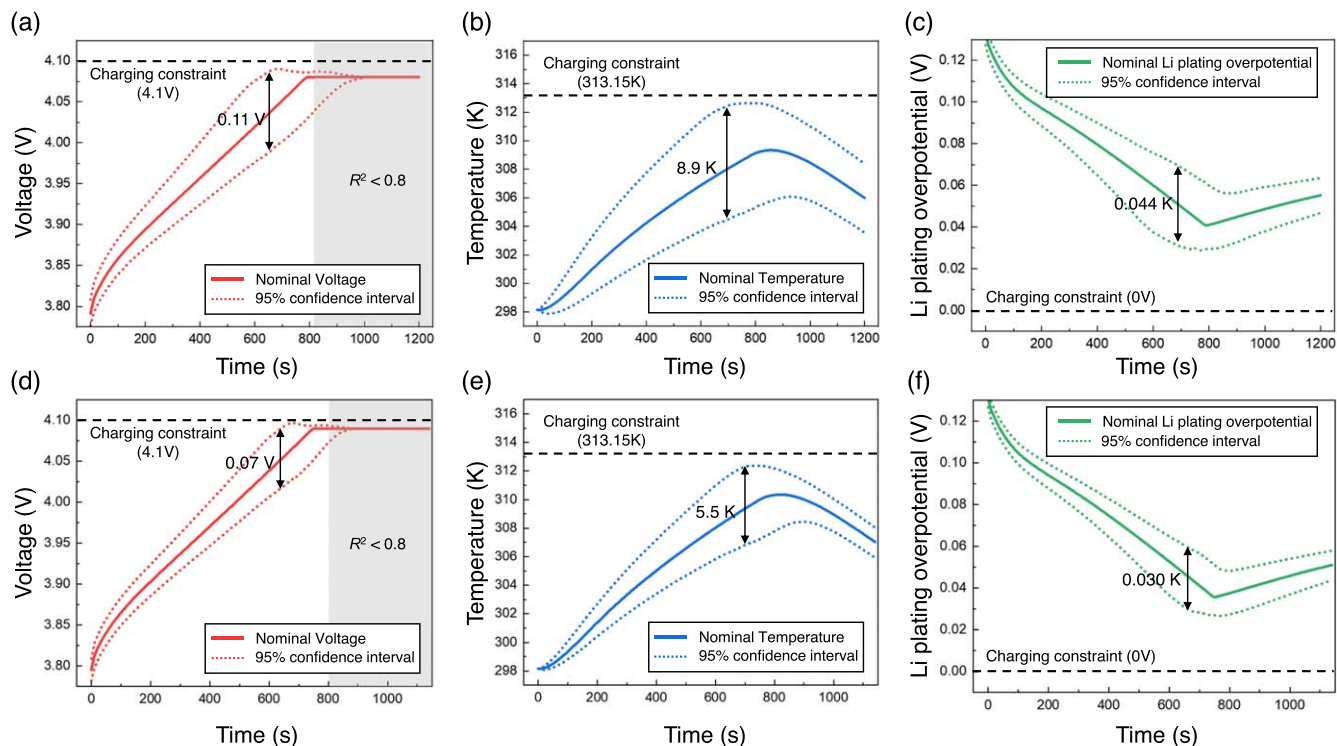 (a)
4.10
4.05
4.00
3.95
3.90
3.85
3.80
Voltage (V)
Charging constraint
(4.1V)
0.11 V
R² < 0.8
Nominal Voltage
95% confidence interval
0 200 400 600 800 1000 1200
Time (s)
(b)
316
314
312
310
308
306
304
302
300
298
Temperature (K)
Charging constraint
(313.15K)
8.9 K
Nominal Temperature
95% confidence interval
0 200 400 600 800 1000 1200
Time (s)
(c)
0.12
0.10
0.08
0.06
0.04
0.02
0.00
Li plating overpotential (V)
Nominal Li plating overpotential
95% confidence interval
0.044 K
Charging constraint (0V)
0 200 400 600 800 1000 1200
Time (s)
(d)
4.10
4.05
4.00
3.95
3.90
3.85
3.80
Voltage (V)
Charging constraint
(4.1V)
0.07 V
R² < 0.8
Nominal Voltage
95% confidence interval
0 200 400 600 800 1000
Time (s)
(e)
316
314
312
310
308
306
304
302
300
298
Temperature (K)
Charging constraint
(313.15K)
5.5 K
Nominal Temperature
95% confidence interval
0 200 400 600 800 1000
Time (s)
(f)
0.12
0.10
0.08
0.06
0.04
0.02
0.00
Li plating overpotential (V)
Nominal Li plating overpotential
95% confidence interval
0.030 K
Charging constraint (0V)
0 200 400 600 800 1000
Time (s)